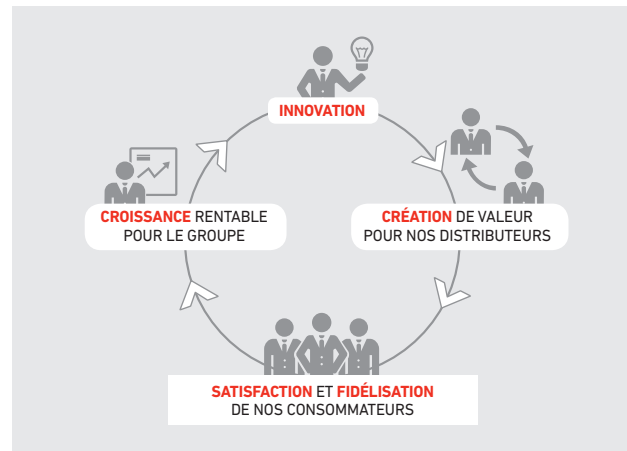 INNOVATION
CRÉATION DE VALEUR
POUR NOS DISTRIBUTEURS
SATISFACTION ET FIDÉLISATION
DE NOS CONSOMMATEURS
CROISSANCE RENTABLE
POUR LE GROUPE